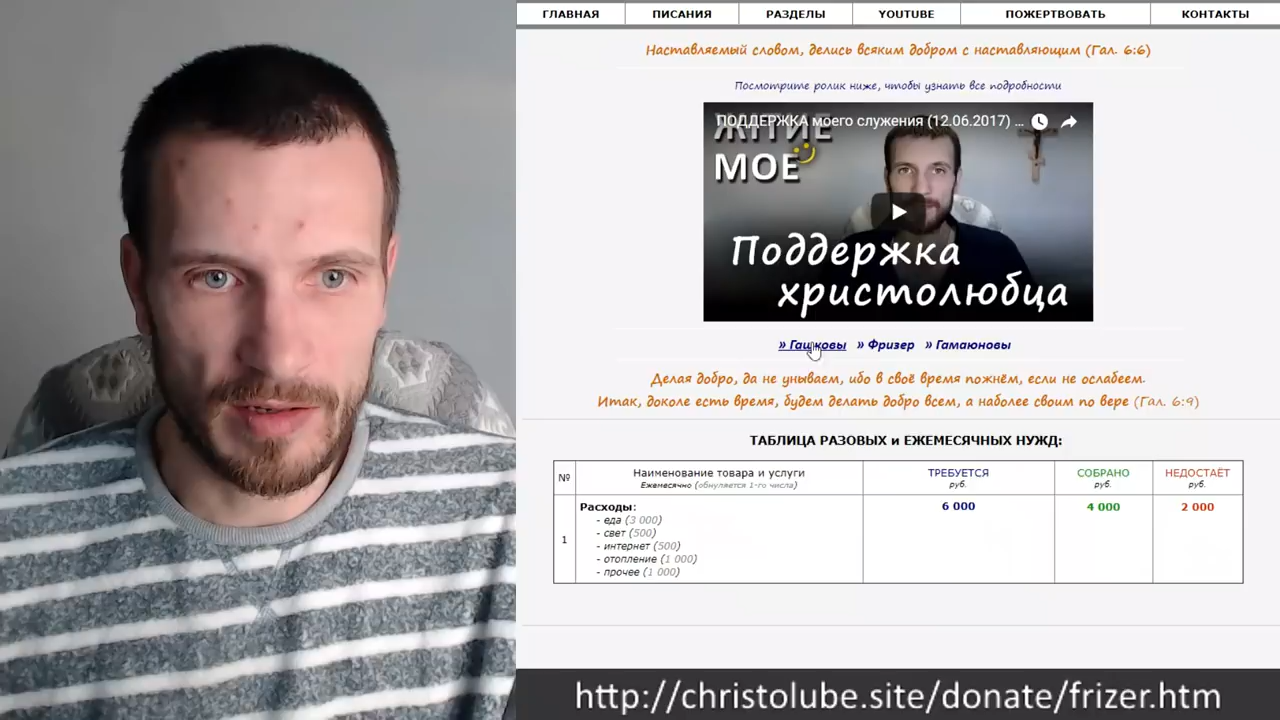 ГЛАВНАЯ ПИСАНИЯ РАЗДЕЛЫ YOUTUBE ПОЖЕРТВОВАТЬ КОНТАКТЫ
Наставляемый словом, делись всяким добром с наставляющим (Гал. 6:6)
Посмотрите ролик ниже, чтобы узнать все подробности
ПОДДЕРЖКА моего служения (12.06.2017) ...
ЖИТИЕ
МОЕ
Поддержка
христолюбца
» Гашковы » Фризер » Гамаюновы
Делая добро, да не унываем, ибо в своё время пожнём, если не ослабеем.
Итак, доколе есть время, будем делать добро всем, а наболее своим по вере (Гал. 6:9)
ТАБЛИЦА РАЗОВЫХ и ЕЖЕМЕСЯЧНЫХ НУЖД:
№ Наименование товара и услуги ТРЕБУЕТСЯ СОБРАНО НЕДОСТАЁТ
Ежемесячно (обнуляется 1-го числа) руб. руб. руб.
Расходы: 6 000 4 000 2 000
- еда (3 000)
- свет (500)
1 - интернет (500)
- отопление (1 000)
- прочее (1 000)
http://christolube.site/donate/frizer.htm